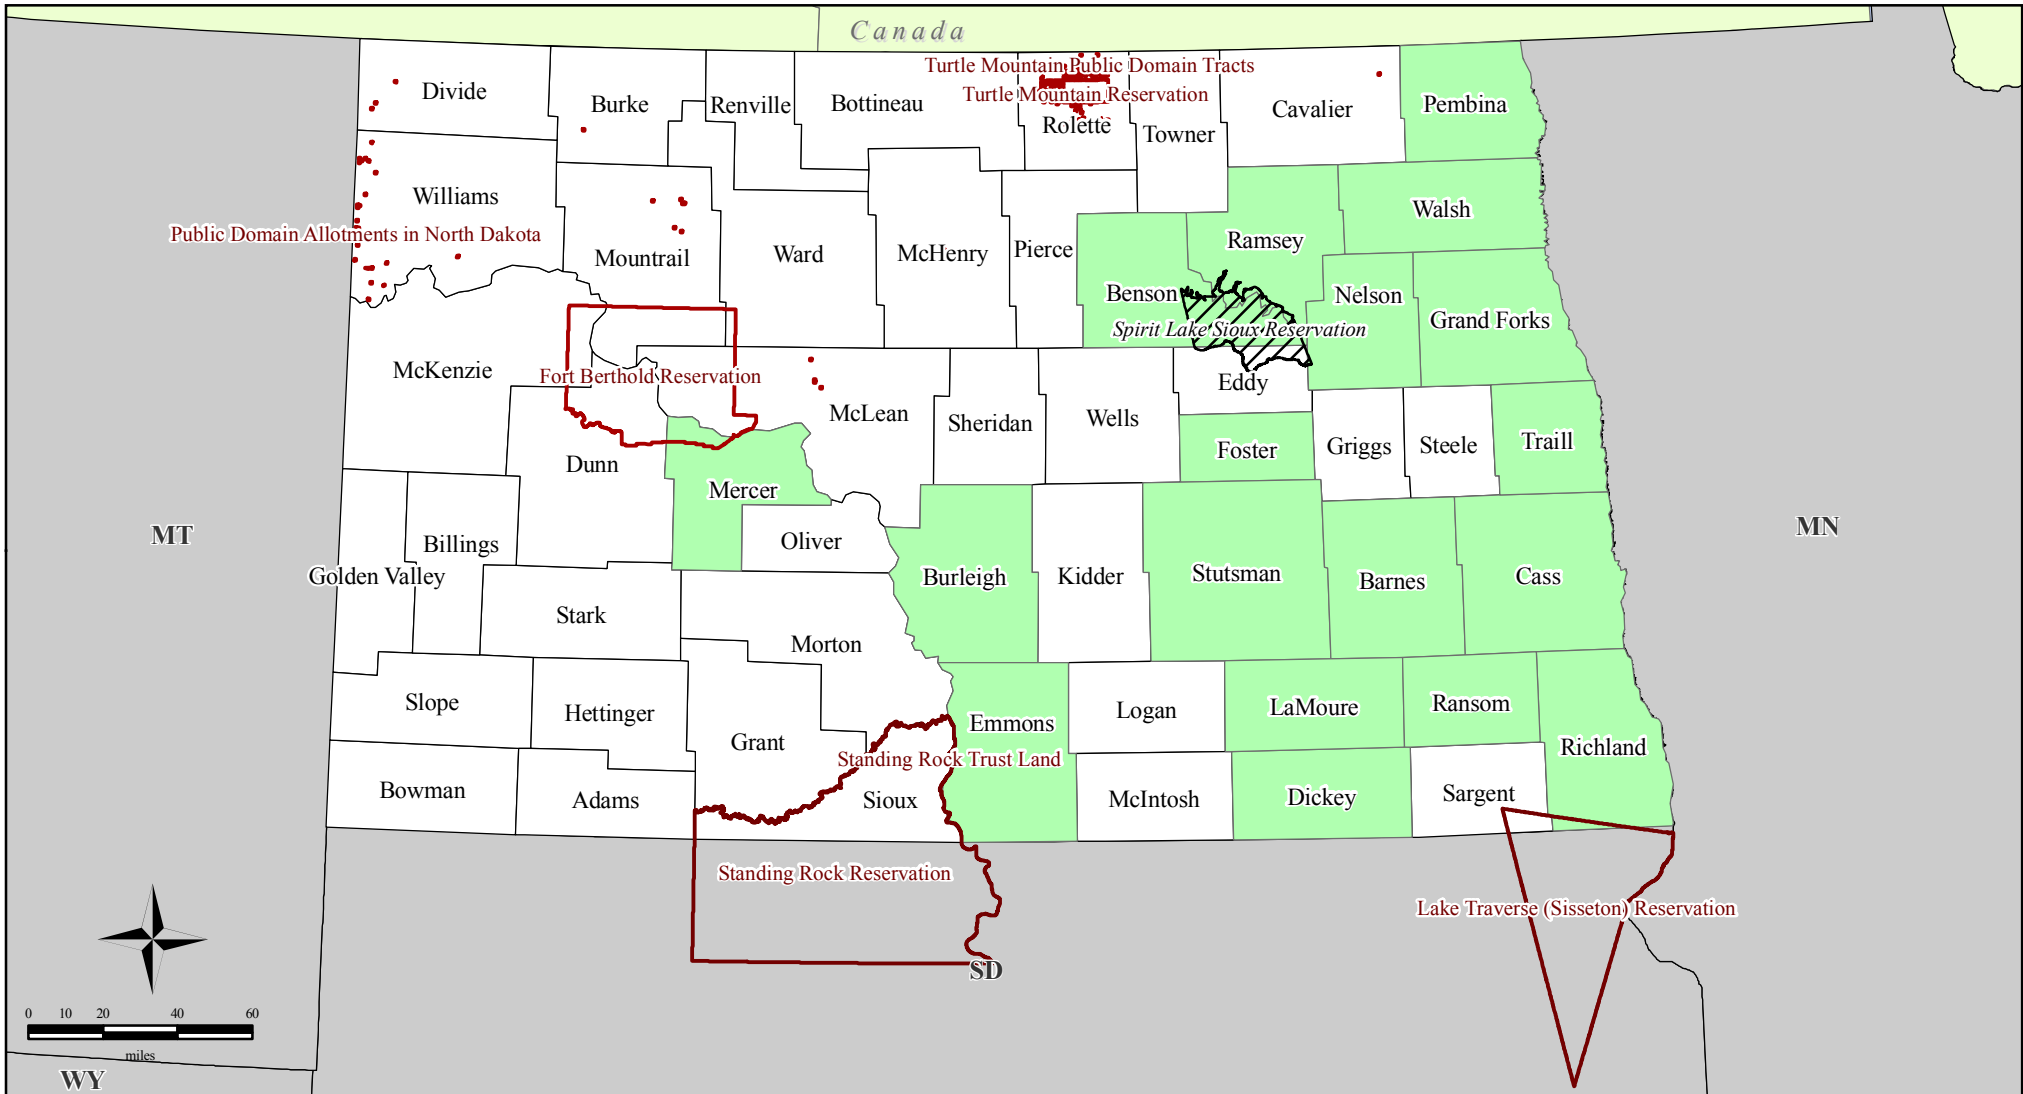 Canada
Turtle Mountain Public Domain Tracts
Divide
Turtle Mountain Reservation
Burke
Renville
Bottineau
Cavalier
Pembina
Rolette
Towner
Williams
Walsh
Public Domain Allotments in North Dakota
Ramsey
Mountrail
Ward
McHenry
Pierce
Benson
Nelson
Spirit Lake Sioux Reservation
Grand Forks
McKenzie
Fort Berthold Reservation
Eddy
McLean
Sheridan
Wells
Dunn
Foster
Griggs
Steele
Traill
Mercer
MT
Billings
Oliver
MN
Golden Valley
Burleigh
Kidder
Stutsman
Barnes
Cass
Stark
Morton
Slope
Hettinger
Grant
Emmons
Logan
LaMoure
Ransom
Richland
Standing Rock Trust Land
Bowman
Adams
Sioux
McIntosh
Dickey
Sargent
Standing Rock Reservation
Lake Traverse (Sisseton) Reservation
SD
0 10 20 40 60
miles
WY